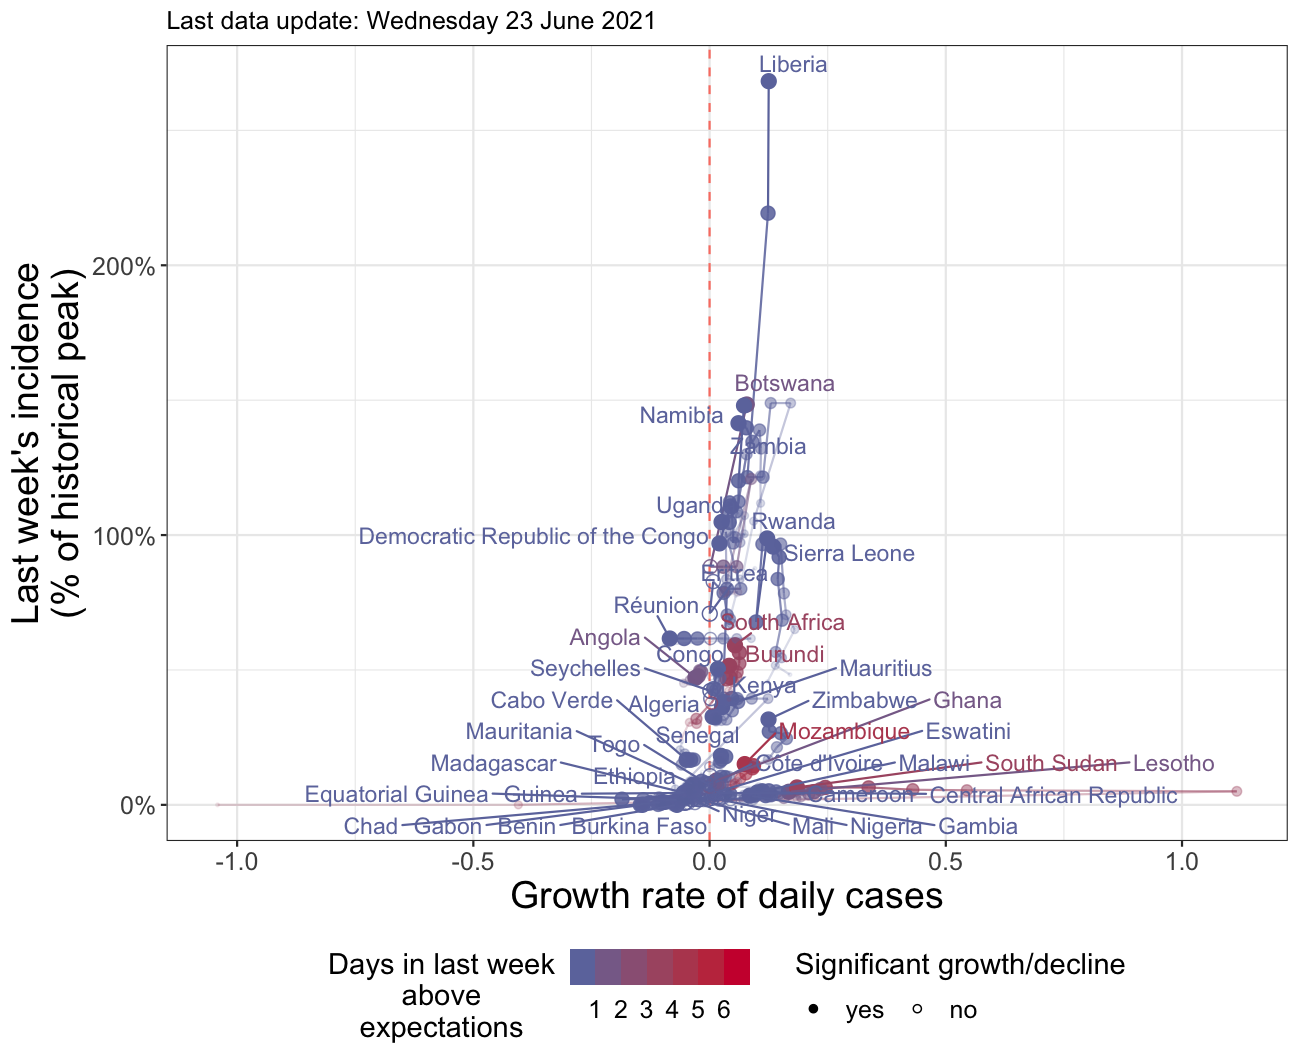 Last data update: Wednesday 23 June 2021
Liberia
200%
Botswana
Namibia
Zambia
Uganda
Rwanda
100%
Democratic Republic of the Congo
Sierra Leone
Eritrea
Réunion
South Africa
Angola
Congo
Burundi
Seychelles
Mauritius
Kenya
Cabo Verde
Algeria
Zimbabwe
Ghana
Mauritania
Togo
Senegal
Mozambique
Eswatini
Madagascar
Ethiopia
Côte d'Ivoire
Malawi
South Sudan
Lesotho
Equatorial Guinea
Guinea
Cameroon
Central African Republic
0%
Chad
Gabon
Benin
Burkina Faso
Niger
Mali
Nigeria
Gambia
-1.0
-0.5
0.0
0.5
1.0
Last week's incidence
(% of historical peak)
Growth rate of daily cases
Days in last week
above
expectations
1 2 3 4 5 6
Significant growth/decline
yes
no